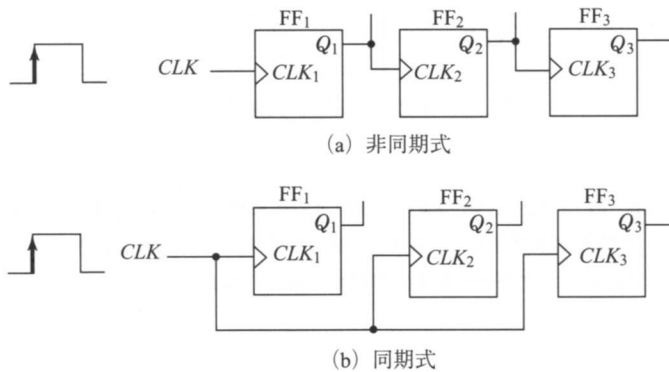 FF₁ FF₂ FF₃
Q₁ Q₂ Q₃
CLK CLK₁ CLK₂ CLK₃
(a) 非同期式
FF₁ FF₂ FF₃
Q₁ Q₂ Q₃
CLK CLK₁ CLK₂ CLK₃
(b) 同期式